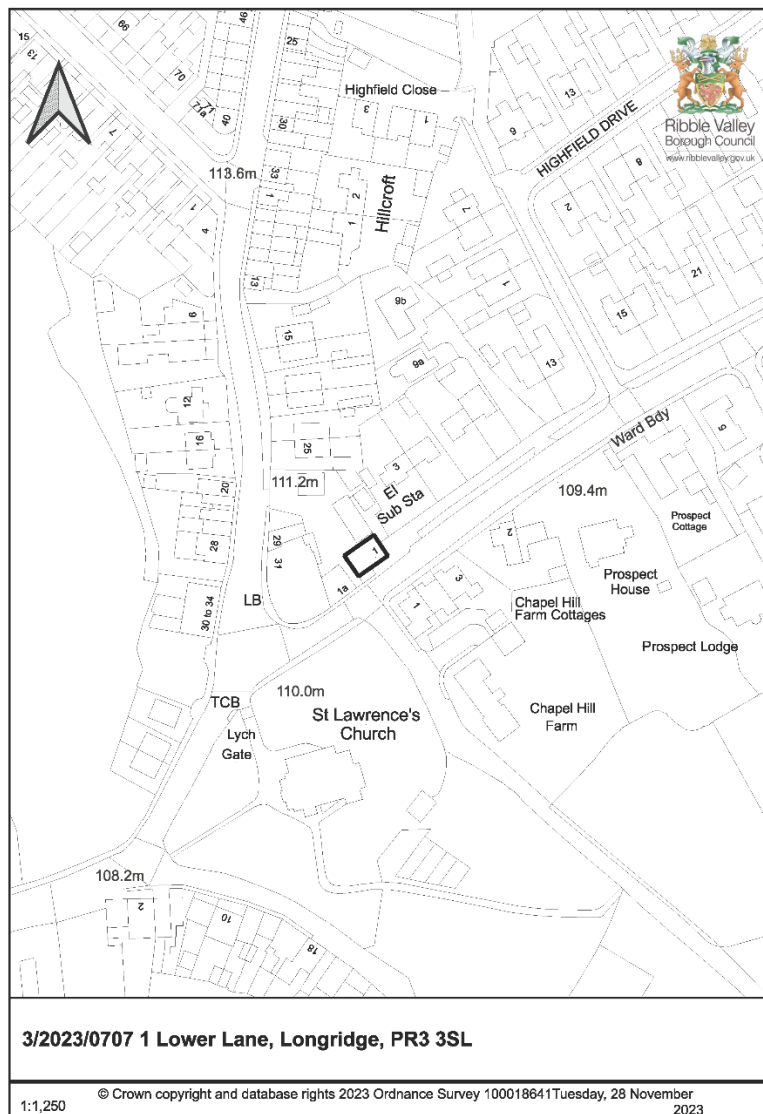 15
13
66
46
25
Highfield Close
70
71
71a
40
7
30
3
1
9
13
HIGHFIELD DRIVE
Ribble Valley
Borough Council
www.ribblevalley.gov.uk
8
113.6m
33
1
2
1
Hillcroft
2
7
1
4
13
21
15
9b
1
6
15
9a
13
12
16
25
3
El
Sub Sta
Ward Bdy
9
111.2m
20
109.4m
Prospect
Cottage
28
29
31
1
2
Prospect
House
1a
3
1
LB
30 to 34
Chapel Hill
Farm Cottages
Prospect Lodge
110.0m
TCB
St Lawrence's
Church
Lych
Gate
Chapel Hill
Farm
108.2m
2
10
18
3/2023/0707 1 Lower Lane, Longridge, PR3 3SL
1:1,250
© Crown copyright and database rights 2023 Ordnance Survey 100018641Tuesday, 28 November
2023